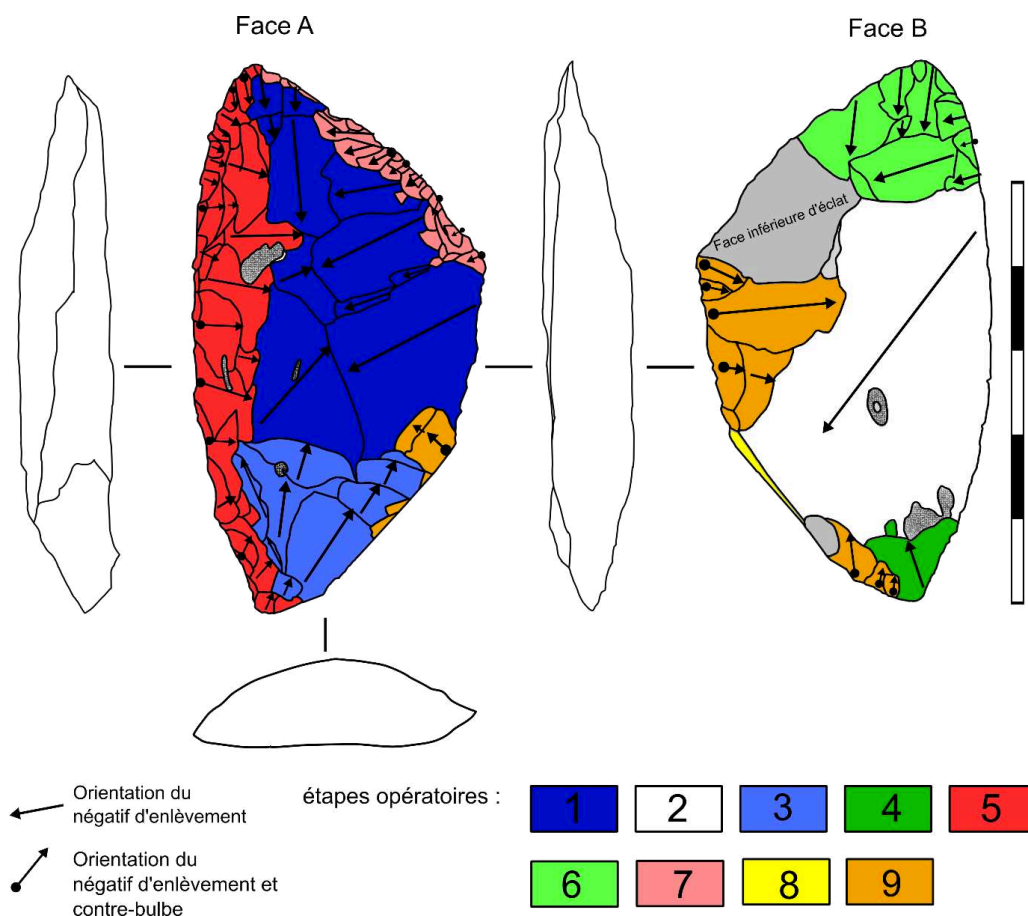 Face A
Face B
Face inférieure d'éclat
Orientation du
négatif d'enlèvement
Orientation du
négatif d'enlèvement et
contre-bulbe
étapes opératoires :
1 2 3 4 5
6 7 8 9